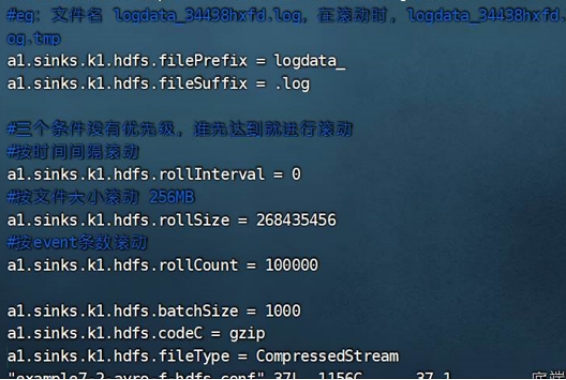 #eg: 文件名 logdata_34438hxfd.log, 在滚动时, logdata_34438hxfd.
og.tmp
a1.sinks.k1.hdfs.filePrefix = logdata_
a1.sinks.k1.hdfs.fileSuffix = .log
#三个条件没有优先级, 谁先达到就进行滚动
#按时间间隔滚动
a1.sinks.k1.hdfs.rollInterval = 0
#按文件大小滚动 256MB
a1.sinks.k1.hdfs.rollSize = 268435456
#按event条数滚动
a1.sinks.k1.hdfs.rollCount = 100000
a1.sinks.k1.hdfs.batchSize = 1000
a1.sinks.k1.hdfs.codeC = gzip
a1.sinks.k1.hdfs.fileType = CompressedStream
"example7-2-avro-f-hdfs.conf" 37L, 1156C 37,1 底端